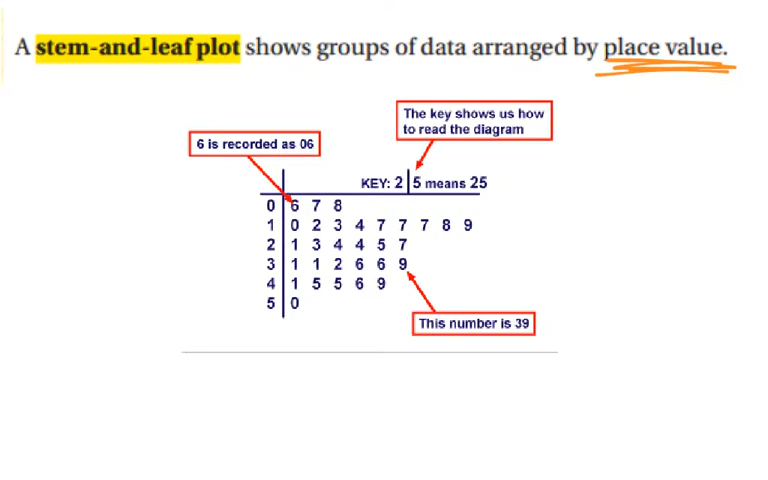 A stem-and-leaf plot shows groups of data arranged by place value.
The key shows us how
to read the diagram
6 is recorded as 06
KEY: 2 | 5 means 25
0 | 6 7 8
1 | 0 2 3 4 7 7 7 8 9
2 | 1 3 4 4 5 7
3 | 1 1 2 6 6 9
4 | 1 5 5 6 9
5 | 0
This number is 39